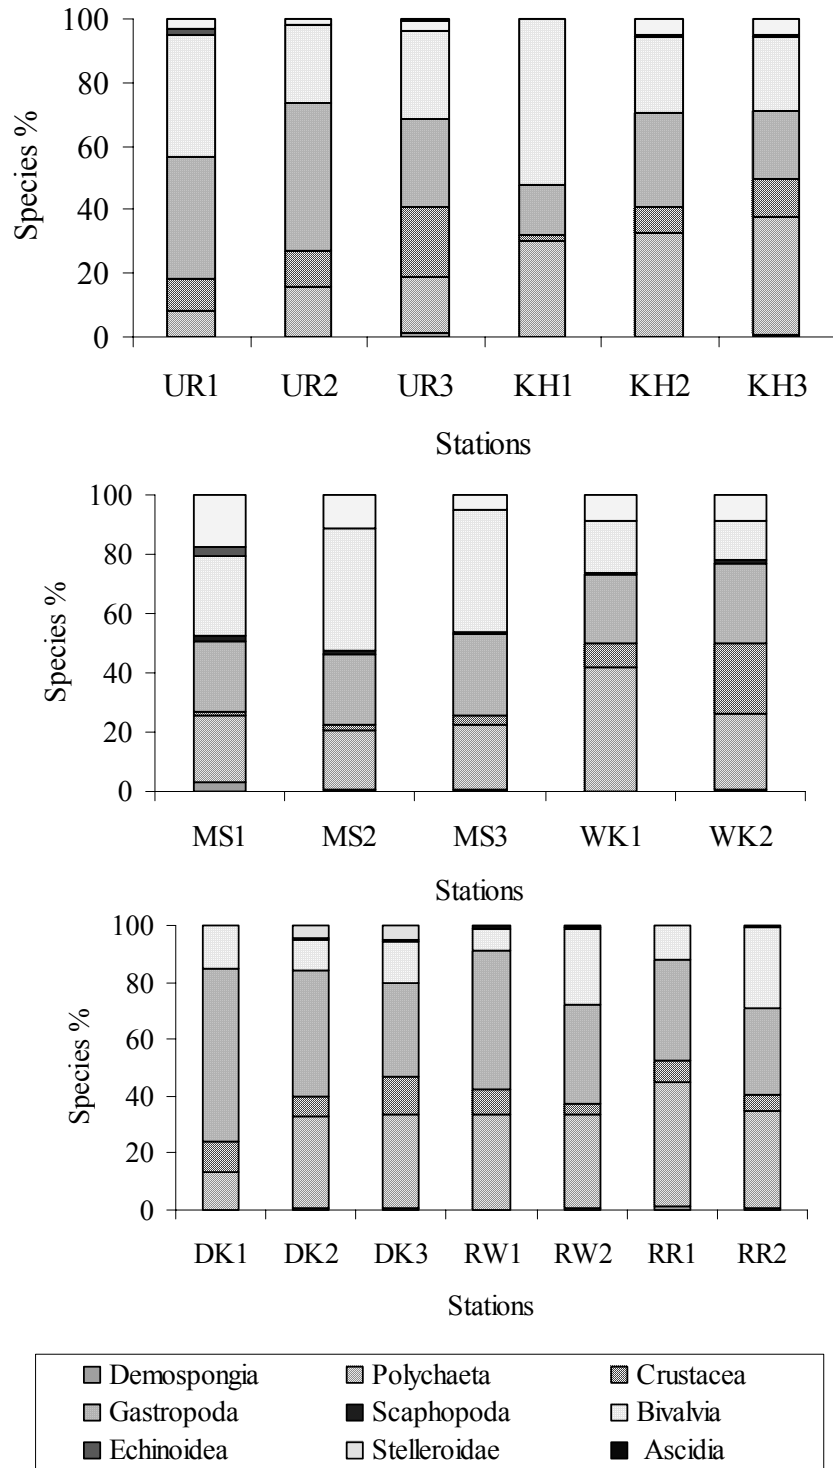 100
80
60
40
20
0
Species %
UR1 UR2 UR3 KH1 KH2 KH3
Stations
100
80
60
40
20
0
Species %
MS1 MS2 MS3 WK1 WK2
Stations
100
80
60
40
20
0
Species %
DK1 DK2 DK3 RW1 RW2 RR1 RR2
Stations
Demospongia Polychaeta Crustacea
Gastropoda Scaphopoda Bivalvia
Echinoidea Stelleroidae Ascidia